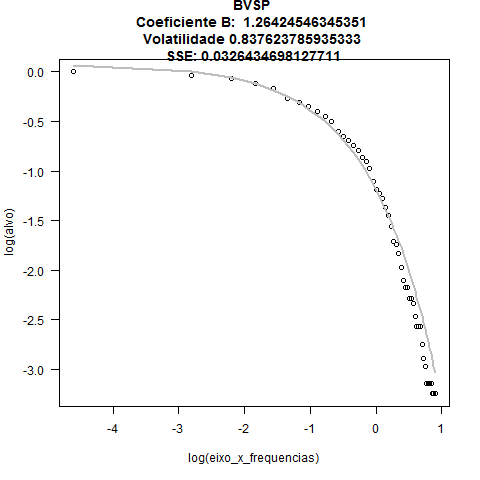 BVSP
Coeficiente B:  1.26424546345351
Volatilidade 0.837623785935333
SSE: 0.0326434698127711
0.0
-0.5
-1.0
-1.5
-2.0
-2.5
-3.0
log(alvo)
-4
-3
-2
-1
0
1
log(eixo_x_frequencias)